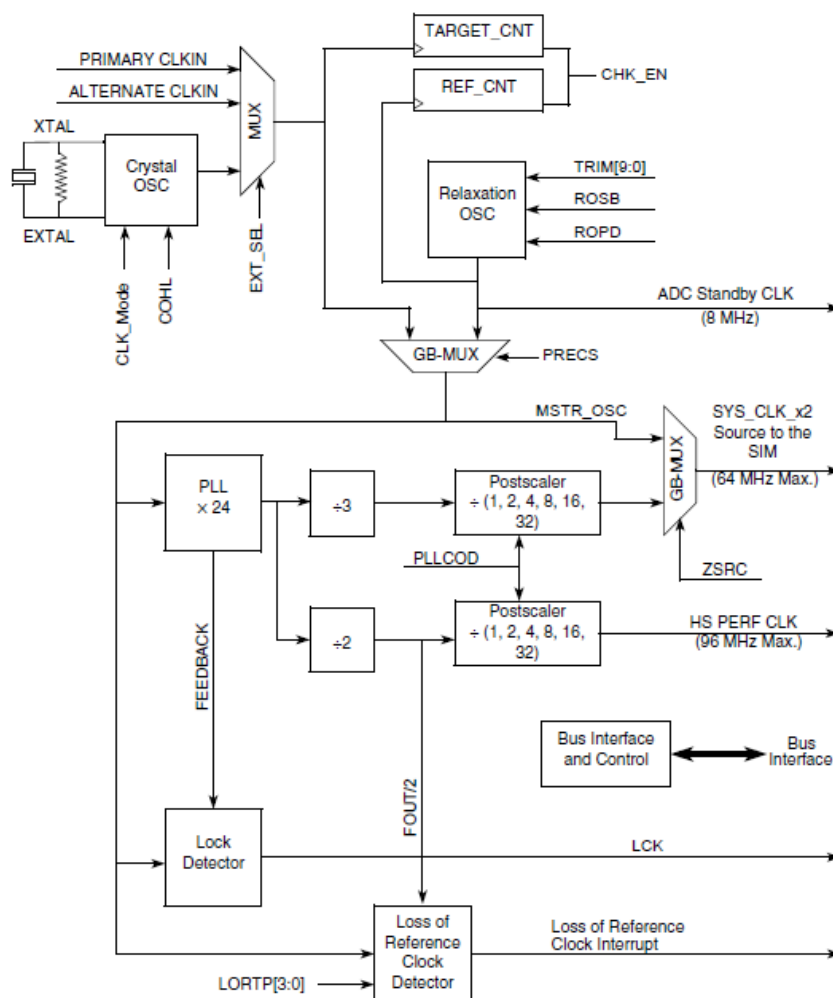 TARGET_CNT
PRIMARY CLKIN
CHK_EN
REF_CNT
ALTERNATE CLKIN
MUX
XTAL
Crystal
OSC
TRIM[9:0]
Relaxation
OSC
ROSB
ROPD
EXTAL
EXT_SEL
CLK_Mode
COHL
ADC Standby CLK
(8 MHz)
GB-MUX
PRECS
MSTR_OSC
SYS_CLK_x2
Source to the
SIM
(64 MHz Max.)
GB-MUX
PLL
× 24
÷3
Postscaler
÷ (1, 2, 4, 8, 16,
32)
PLLCOD
ZSRC
÷2
Postscaler
÷ (1, 2, 4, 8, 16,
32)
HS PERF CLK
(96 MHz Max.)
FEEDBACK
FOUT/2
Bus Interface
and Control
Bus
Interface
Lock
Detector
LCK
Loss of
Reference
Clock
Detector
Loss of Reference
Clock Interrupt
LORTP[3:0]